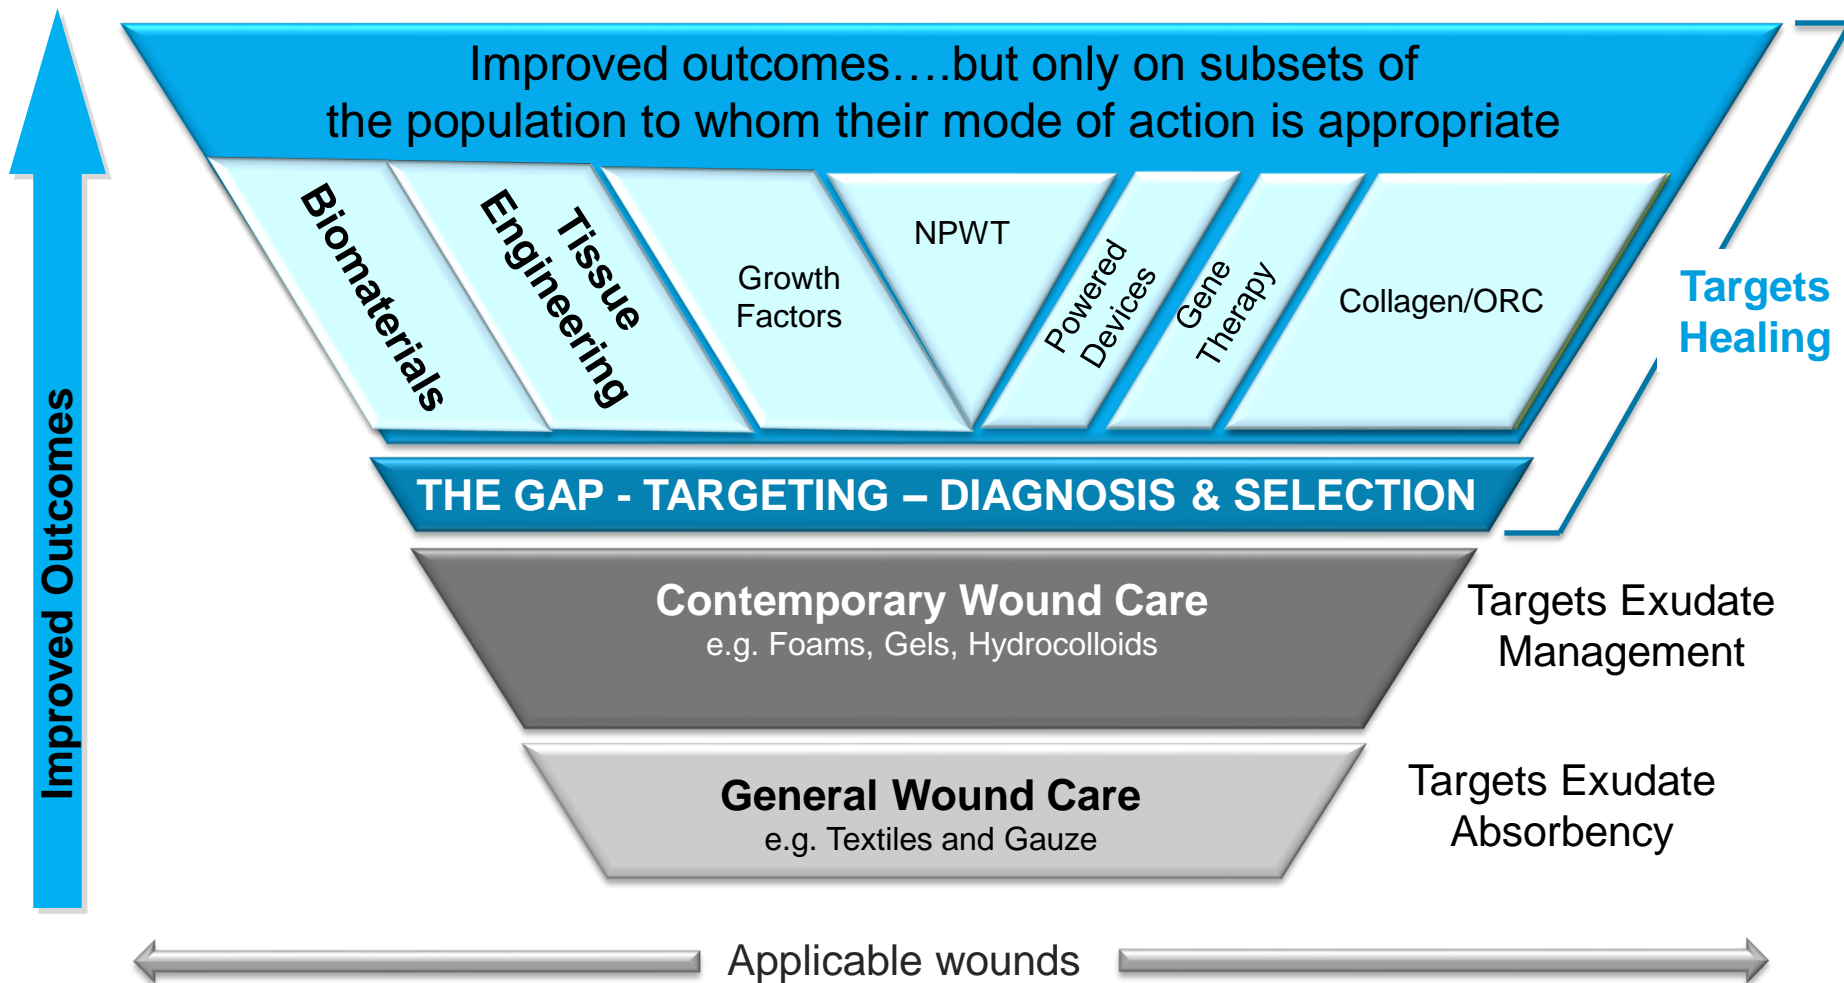 Improved outcomes....but only on subsets of
the population to whom their mode of action is appropriate
Biomaterials
Tissue
Engineering
Growth
Factors
NPWT
Powered
Devices
Gene
Therapy
Collagen/ORC
Targets
Healing
THE GAP - TARGETING – DIAGNOSIS & SELECTION
Contemporary Wound Care
e.g. Foams, Gels, Hydrocolloids
Targets Exudate
Management
General Wound Care
e.g. Textiles and Gauze
Targets Exudate
Absorbency
Improved Outcomes
Applicable wounds